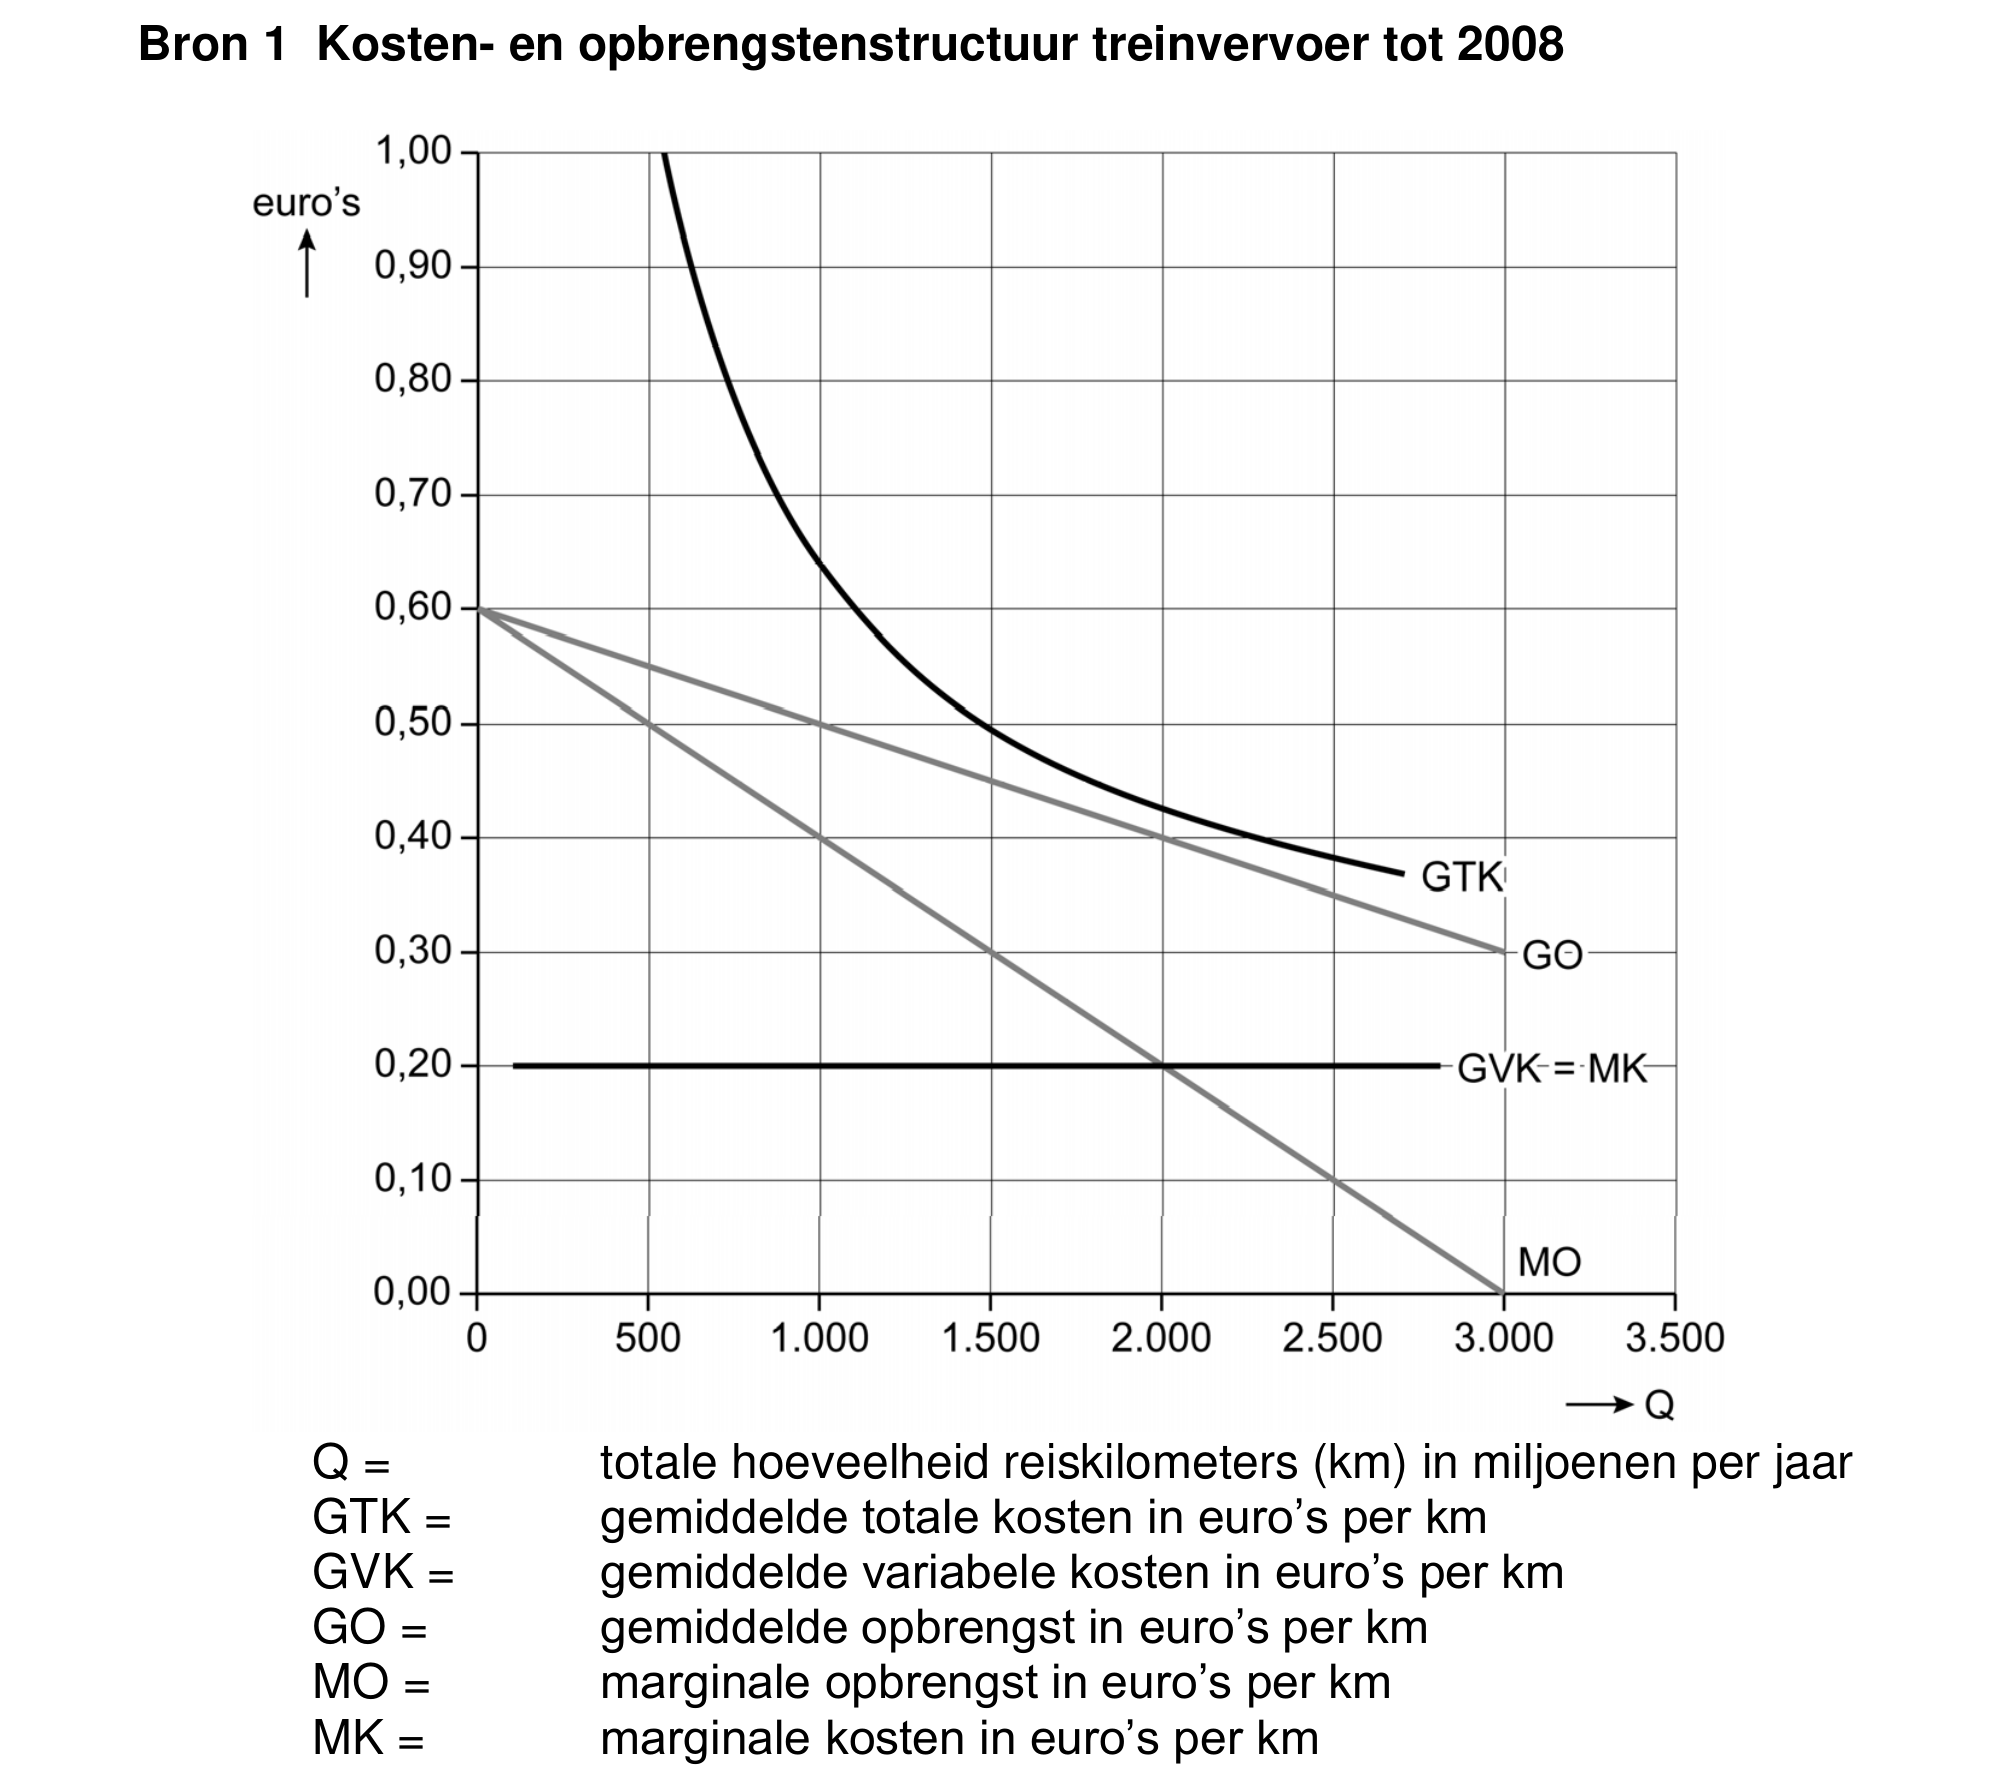 Bron 1 Kosten- en opbrengstenstructuur treinvervoer tot 2008
1,00
euro’s
0,90
0,80
0,70
0,60
0,50
0,40
GTK
0,30
GO
0,20
GVK = MK
0,10
MO
0,00
0 500 1.000 1.500 2.000 2.500 3.000 3.500
Q
Q = totale hoeveelheid reiskilometers (km) in miljoenen per jaar
GTK = gemiddelde totale kosten in euro’s per km
GVK = gemiddelde variabele kosten in euro’s per km
GO = gemiddelde opbrengst in euro’s per km
MO = marginale opbrengst in euro’s per km
MK = marginale kosten in euro’s per km